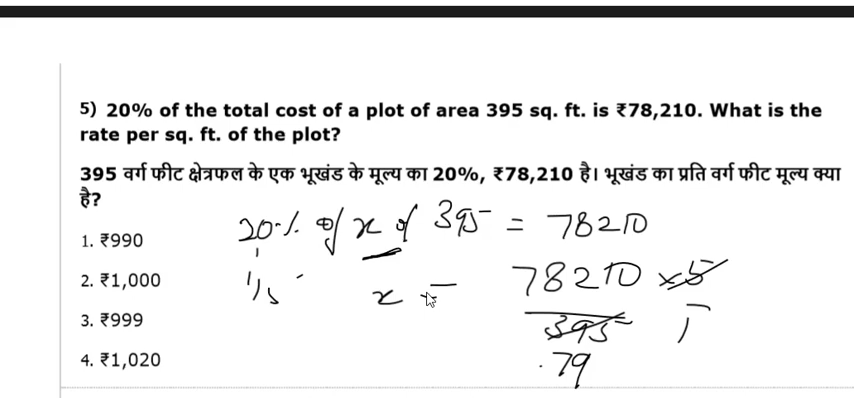 5) 20% of the total cost of a plot of area 395 sq. ft. is ₹78,210. What is the
rate per sq. ft. of the plot?
395 वर्ग फीट क्षेत्रफल के एक भूखंड के मूल्य का 20%, ₹78,210 है। भूखंड का प्रति वर्ग फीट मूल्य क्या
है?
20% of x of 395 = 78210
1. ₹990
1/5
2. ₹1,000
x = 78210 × 5
3. ₹999
395
4. ₹1,020
79